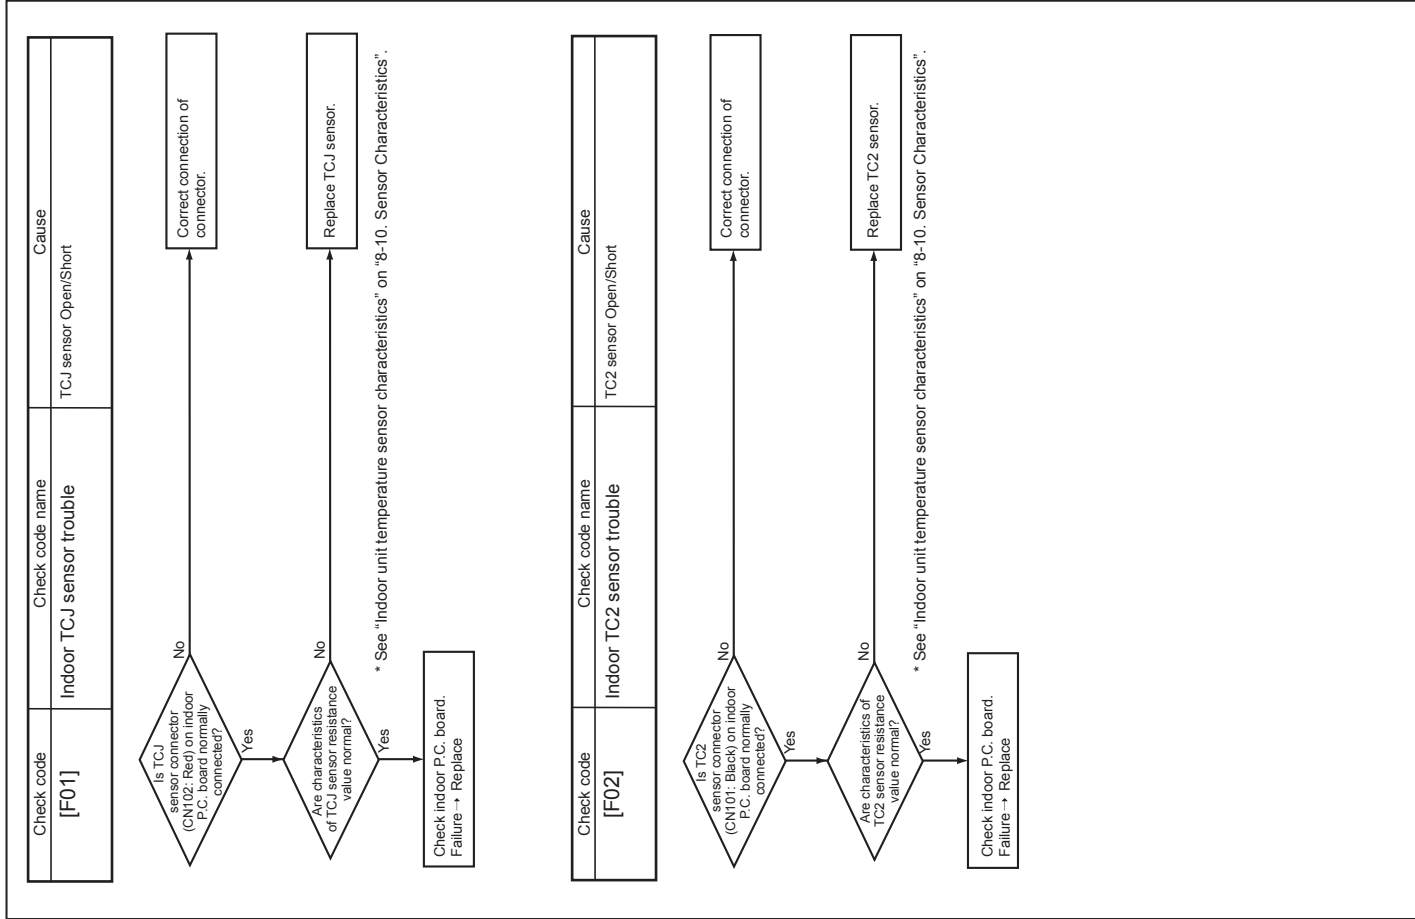 Check code
Check code name
Cause
[F01]
Indoor TCJ sensor trouble
TCJ sensor Open/Short
Is TCJ
sensor connector
(CN102: Red) on indoor
P.C. board normally
connected?
No
Correct connection of
connector.
Yes
Are characteristics
of TCJ sensor resistance
value normal?
No
Replace TCJ sensor.
Yes
* See “Indoor unit temperature sensor characteristics” on “8-10. Sensor Characteristics”.
Check indoor P.C. board.
Failure→ Replace
Check code
Check code name
Cause
[F02]
Indoor TC2 sensor trouble
TC2 sensor Open/Short
Is TC2
sensor connector
(CN101: Black) on indoor
P.C. board normally
connected?
No
Correct connection of
connector.
Yes
Are characteristics of
TC2 sensor resistance
value normal?
No
Replace TC2 sensor.
Yes
* See “Indoor unit temperature sensor characteristics” on “8-10. Sensor Characteristics”.
Check indoor P.C. board.
Failure→ Replace